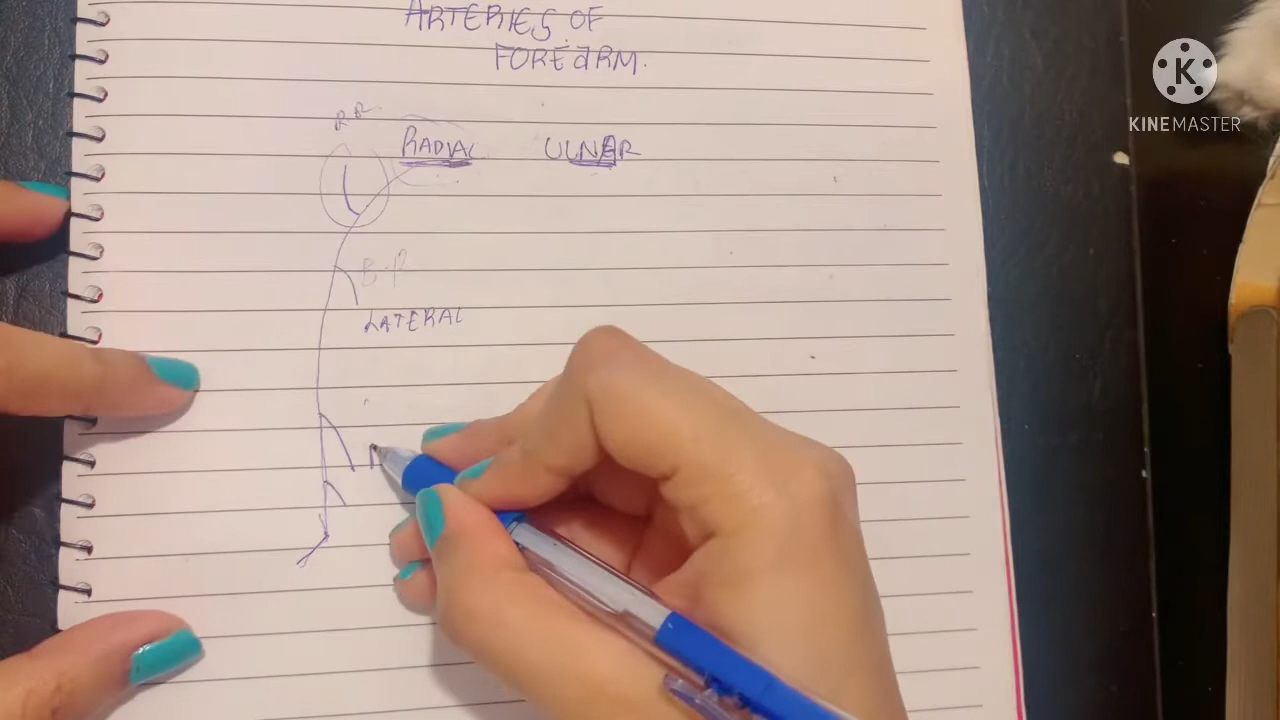 ARTERIES OF
FOREARM.
R R
RADIAL ULNAR
B.P
LATERAL
K
KINEMASTER